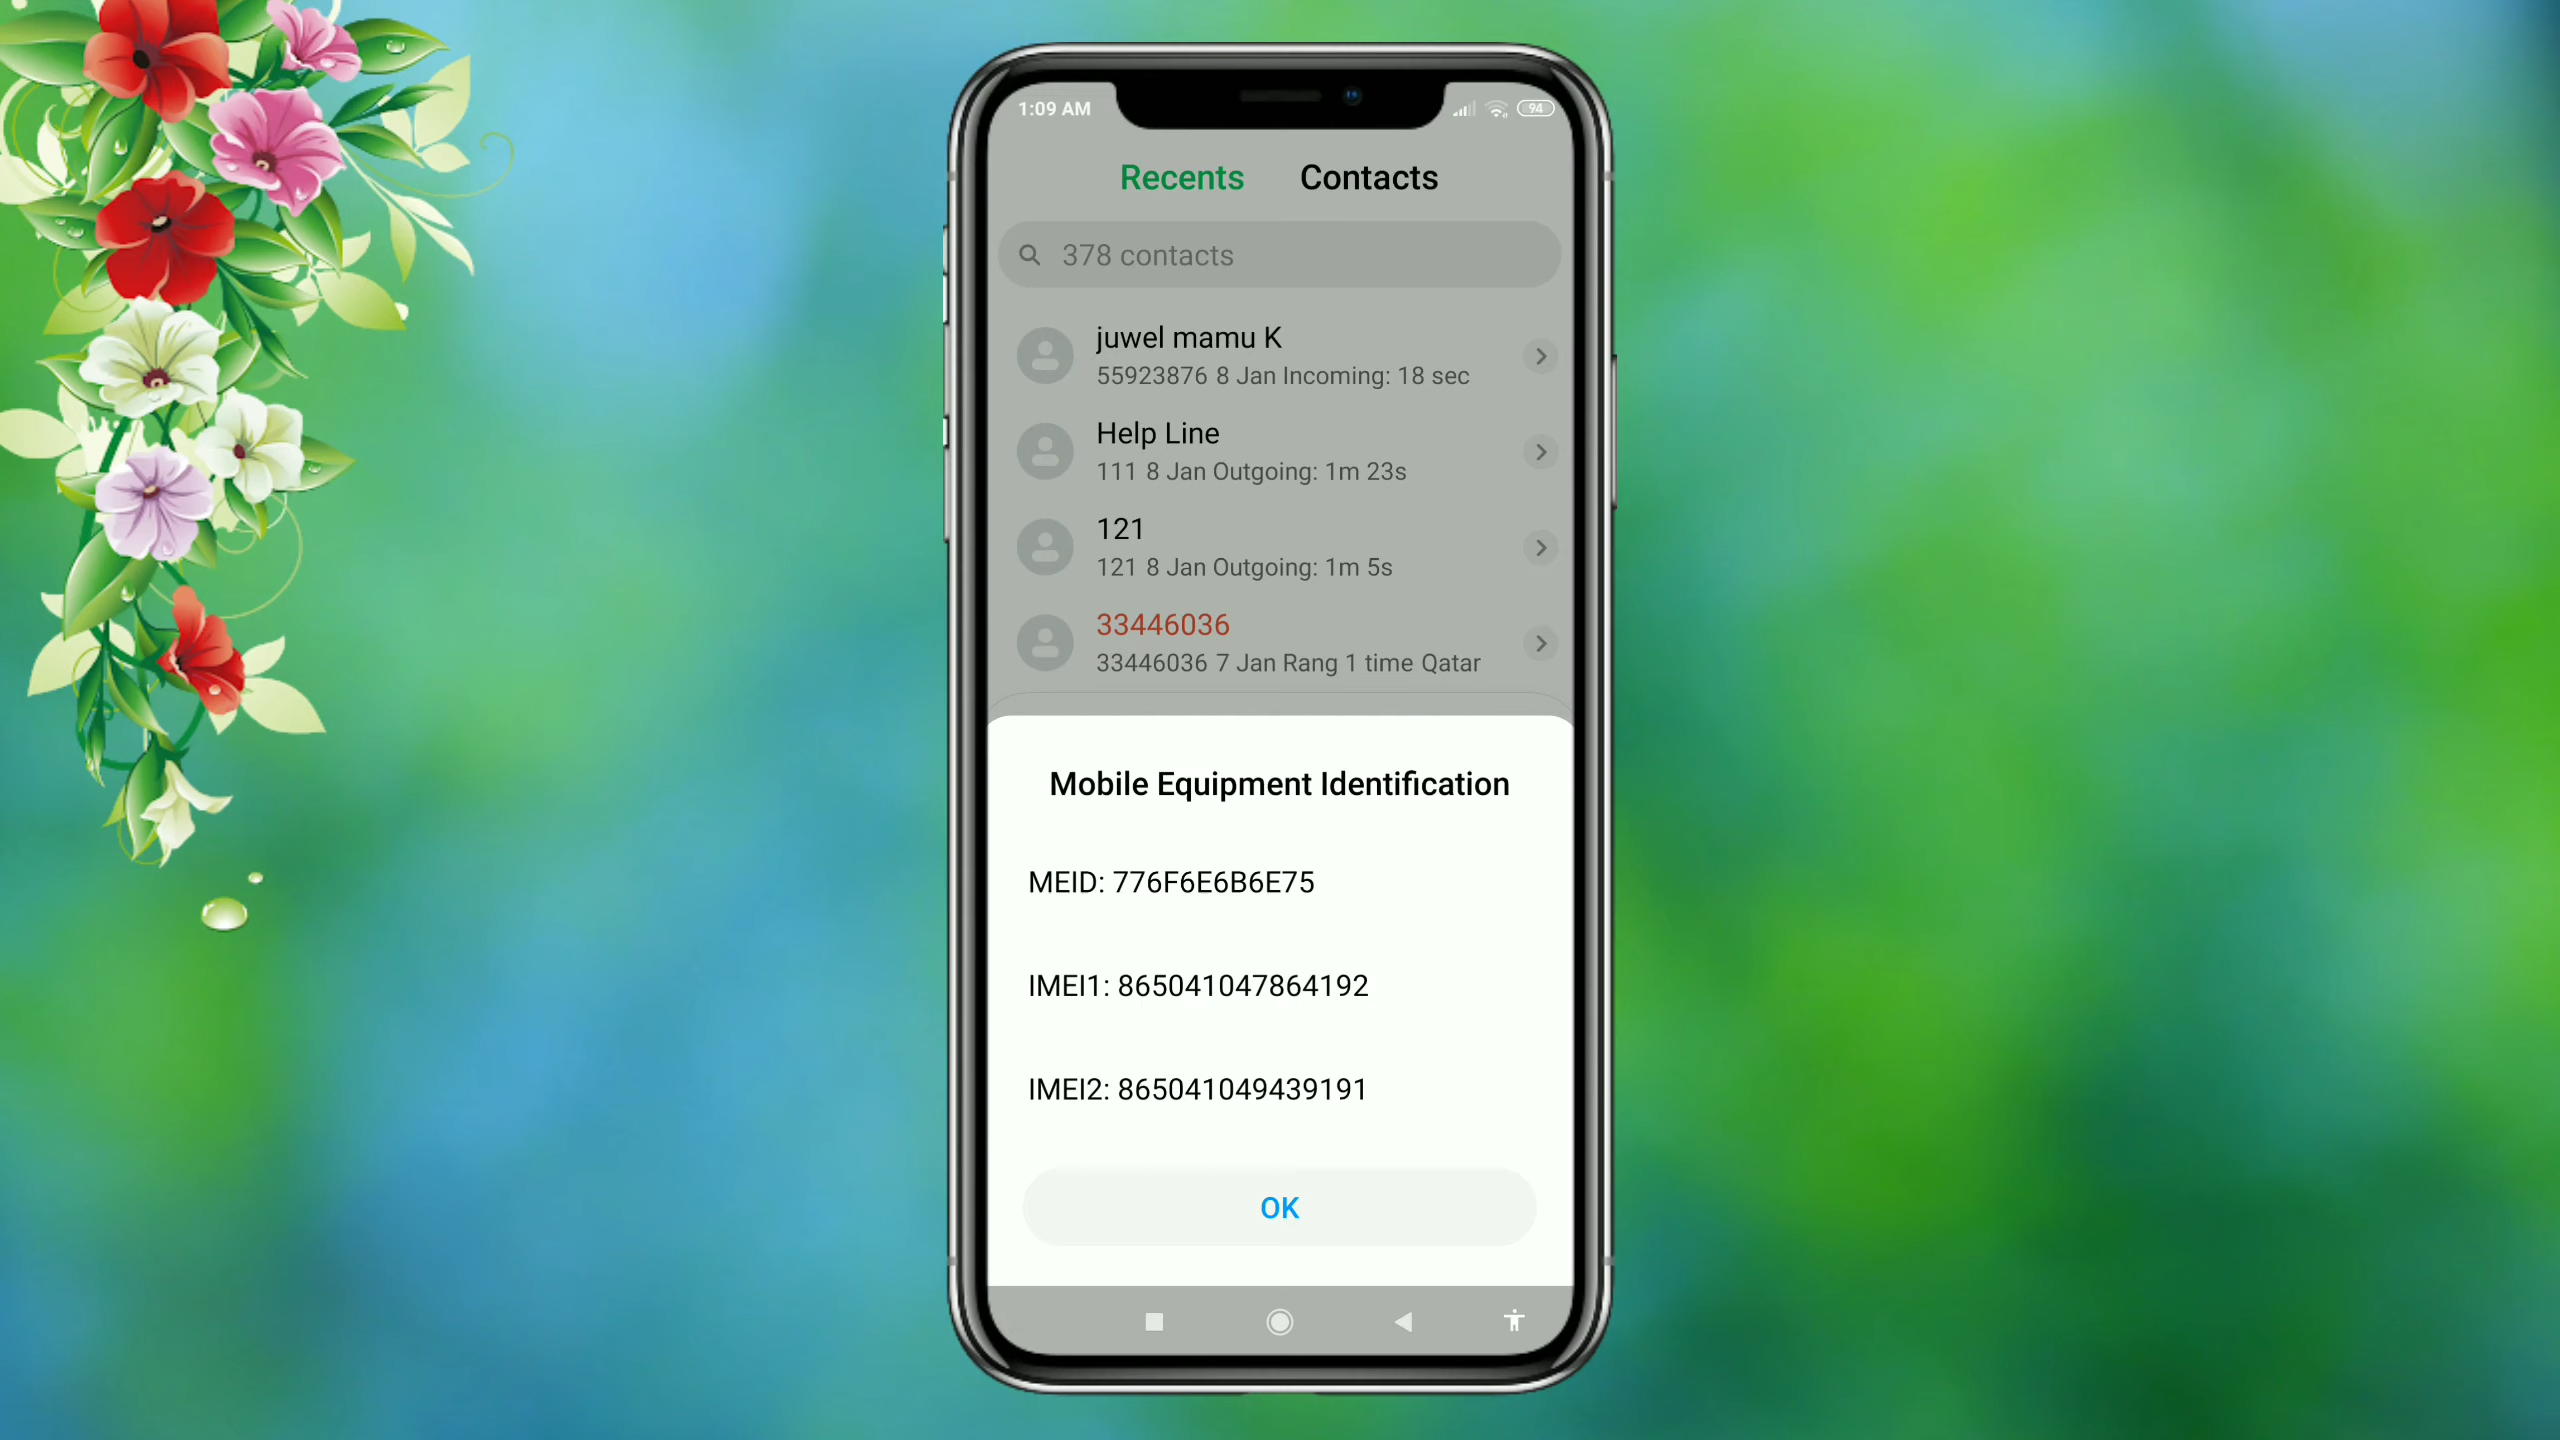 1:09 AM
94
Recents Contacts
378 contacts
juwel mamu K
55923876 8 Jan Incoming: 18 sec
Help Line
111 8 Jan Outgoing: 1m 23s
121
121 8 Jan Outgoing: 1m 5s
33446036
33446036 7 Jan Rang 1 time Qatar
Mobile Equipment Identification
MEID: 776F6E6B6E75
IMEI1: 865041047864192
IMEI2: 865041049439191
OK